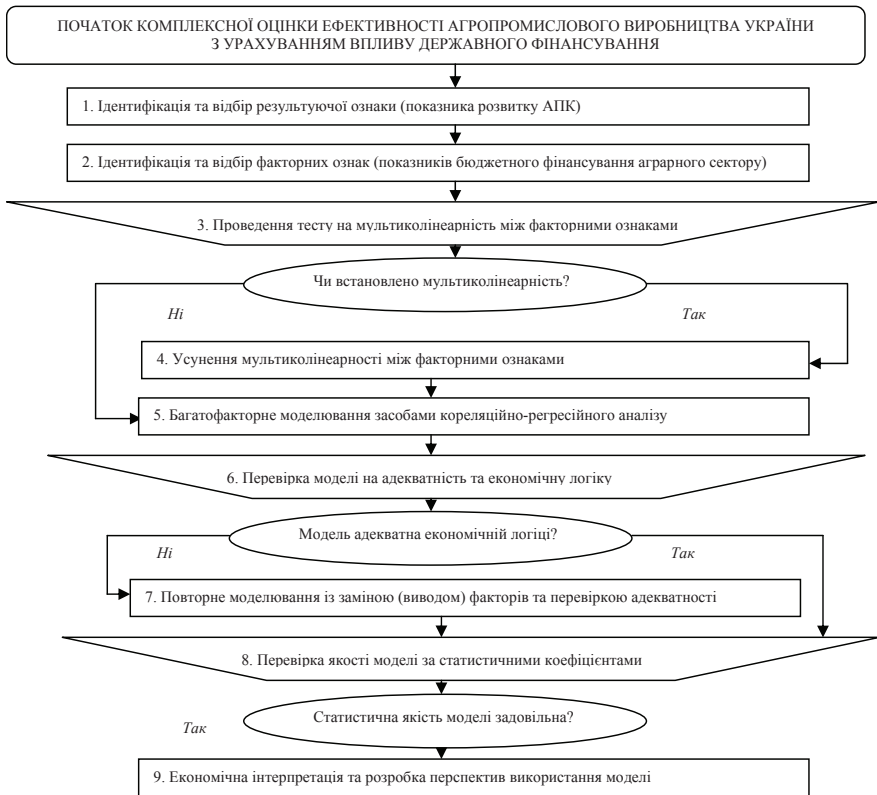 ПОЧАТОК КОМПЛЕКСНОЇ ОЦІНКИ ЕФЕКТИВНОСТІ АГРОПРОМИСЛОВОГО ВИРОБНИЦТВА УКРАЇНИ
З УРАХУВАННЯМ ВПЛИВУ ДЕРЖАВНОГО ФІНАНСУВАННЯ
1. Ідентифікація та відбір результуючої ознаки (показника розвитку АПК)
2. Ідентифікація та відбір факторних ознак (показників бюджетного фінансування аграрного сектору)
3. Проведення тесту на мультиколінеарність між факторними ознаками
Чи встановлено мультиколінеарність?
Ні
Так
4. Усунення мультиколінеарності між факторними ознаками
5. Багатофакторне моделювання засобами кореляційно-регресійного аналізу
6. Перевірка моделі на адекватність та економічну логіку
Модель адекватна економічній логіці?
Ні
Так
7. Повторне моделювання із заміною (виводом) факторів та перевіркою адекватності
8. Перевірка якості моделі за статистичними коефіцієнтами
Статистична якість моделі задовільна?
Так
9. Економічна інтерпретація та розробка перспектив використання моделі